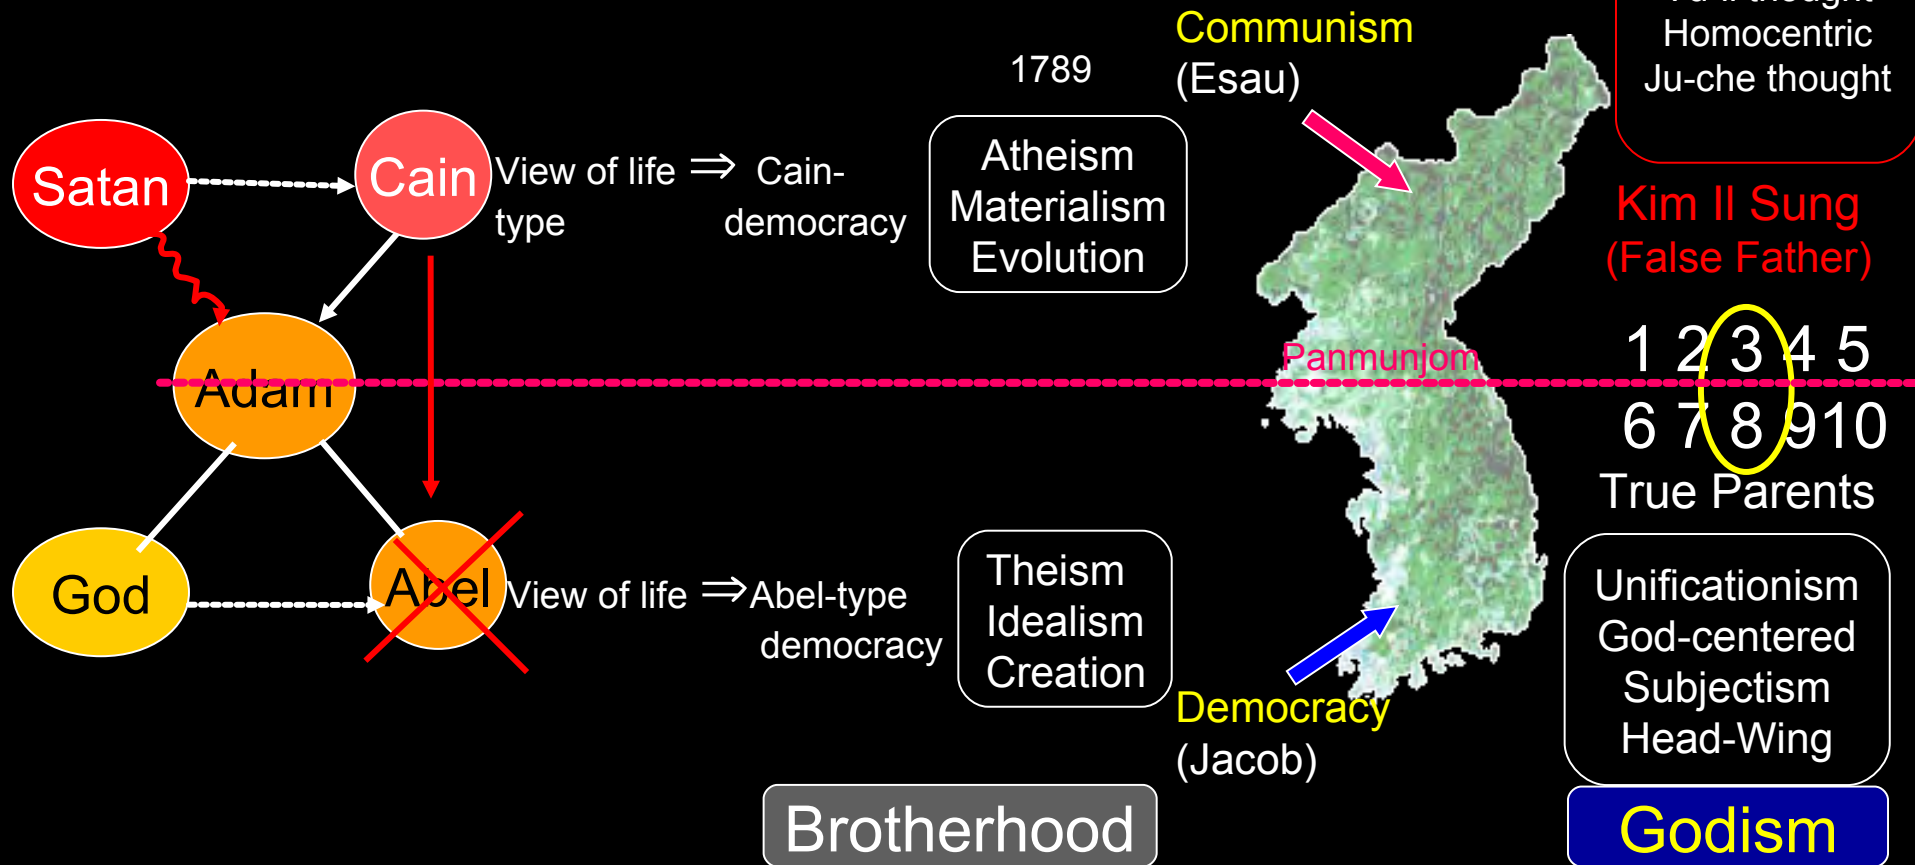 Homocentric
Ju-che thought
Communism
(Esau)
1789
Satan
Cain
View of life ⇒ Cain-
type democracy
Atheism
Materialism
Evolution
Kim Il Sung
(False Father)
Panmunjom
1 2 3 4 5
Adam
6 7 8 910
True Parents
God
Abel
View of life ⇒Abel-type
democracy
Theism
Idealism
Creation
Unificationism
God-centered
Subjectism
Head-Wing
Democracy
(Jacob)
Brotherhood
Godism